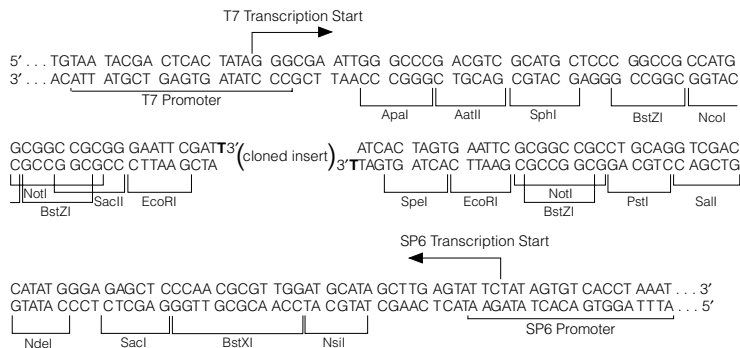 T7 Transcription Start
5′ . . . TGTAA TACGA CTCAC TATAG GGCGA ATTGG GCCCG ACGTC GCATG CTCCC GGCCG CCATG
3′ . . . ACATT ATGCT GAGTG ATATC CCGCTT TAACC CGGGC TGCAG CGTAC GAGGG CCGGC GGTAC
T7 Promoter
ApaI AatII SphI BstZI NcoI
GCGGC CGCGG GAATT CGATT3′ (cloned insert) ATCAC TAGTG AATTC GCGGC CGCCT GCAGG TCGAC
CGCCG GCGCC CTTAA GCTA 3′TTAGTG ATCAC TTAAG CGCCG GCGGA CGTCC AGCTG
NotI SacII EcoRI SpeI EcoRI NotI PstI SalI
BstZI BstZI
SP6 Transcription Start
CATAT GGGA GAGCT CCCAA CGCGT TGGAT GCATA GCTTG AGTAT TCTAT AGTGT CACCT AAAT . . . 3′
GTATA CCCT CTCGA GGGTT GCGCA ACCTA CGTAT CGAAC TCATA AGATA TCACA GTGGA TTTA . . . 5′
NdeI SacI BstXI NsiI
SP6 Promoter